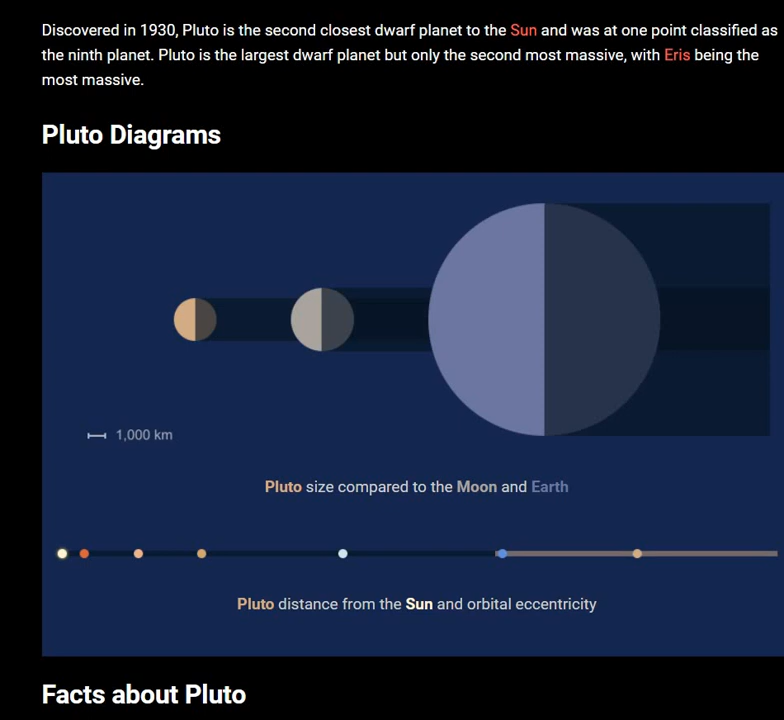 Discovered in 1930, Pluto is the second closest dwarf planet to the Sun and was at one point classified as
the ninth planet. Pluto is the largest dwarf planet but only the second most massive, with Eris being the
most massive.
Pluto Diagrams
1,000 km
Pluto size compared to the Moon and Earth
Pluto distance from the Sun and orbital eccentricity
Facts about Pluto